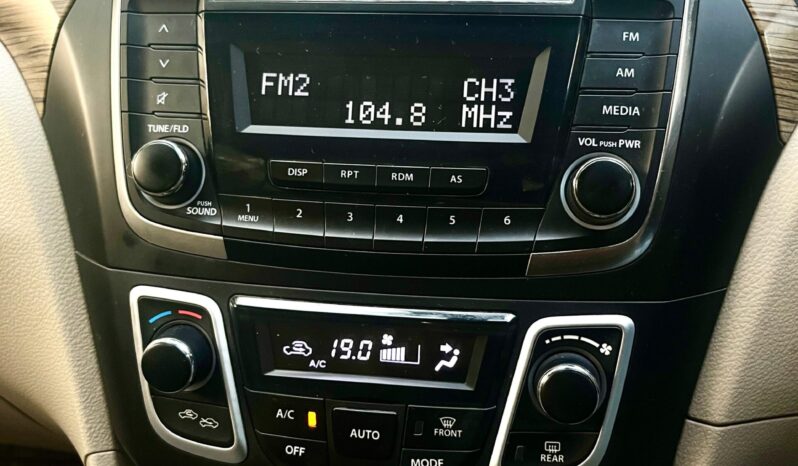 FM2 CH3
104.8 MHz
FM
AM
MEDIA
TUNE/FLD
PUSH
SOUND
VOL PUSH PWR
DISP RPT RDM AS
1 2 3 4 5 6
MENU
A/C 19.0
A/C
OFF
AUTO
FRONT
MODE
REAR